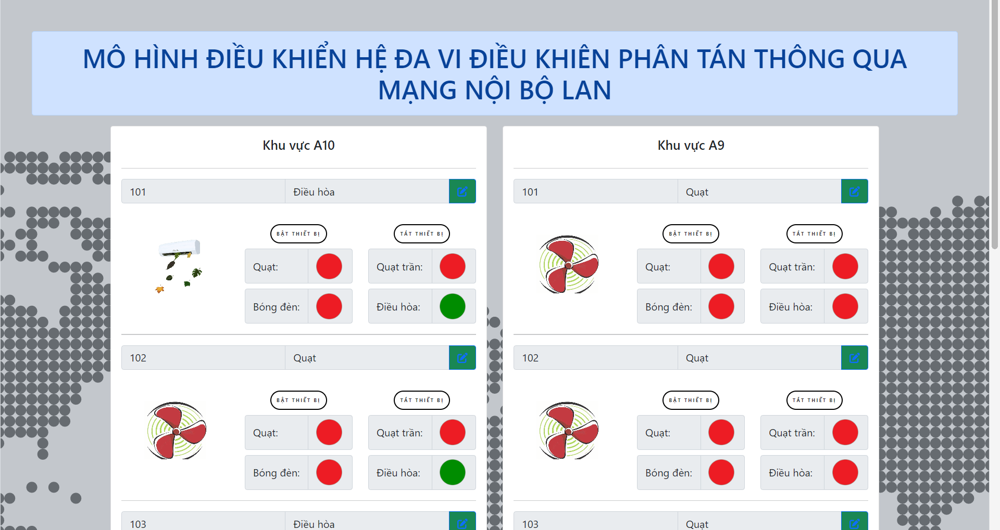 MÔ HÌNH ĐIỀU KHIỂN HỆ ĐA VI ĐIỀU KHIÊN PHÂN TÁN THÔNG QUA
MẠNG NỘI BỘ LAN
Khu vực A10
101 Điều hòa
BẬT THIẾT BỊ TẮT THIẾT BỊ
Quạt: Quạt trần:
Bóng đèn: Điều hòa:
102 Quạt
BẬT THIẾT BỊ TẮT THIẾT BỊ
Quạt: Quạt trần:
Bóng đèn: Điều hòa:
103 Điều hòa
Khu vực A9
101 Quạt
BẬT THIẾT BỊ TẮT THIẾT BỊ
Quạt: Quạt trần:
Bóng đèn: Điều hòa:
102 Quạt
BẬT THIẾT BỊ TẮT THIẾT BỊ
Quạt: Quạt trần:
Bóng đèn: Điều hòa:
103 Quạt